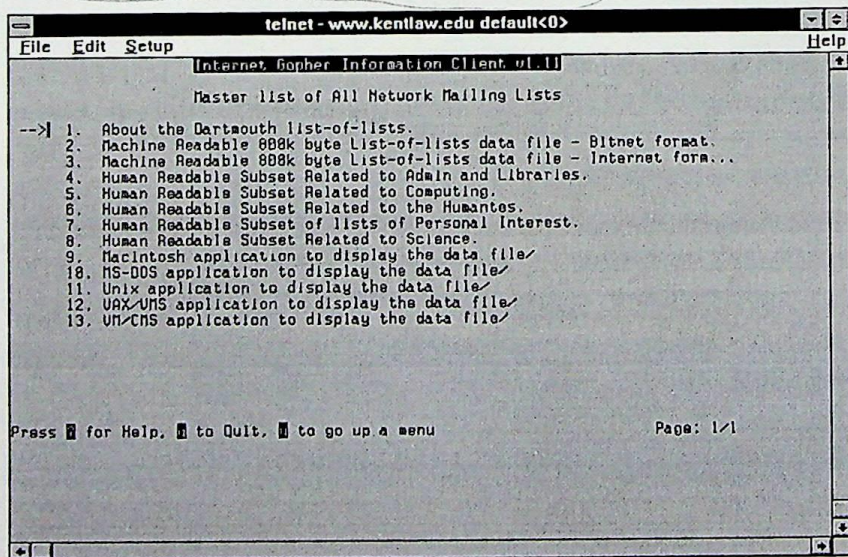 telnet - www.kentlaw.edu default<0>
File Edit Setup Help
Internet Gopher Information Client v1.11
Master list of All Network Mailing Lists
-->| 1. About the Dartmouth list-of-lists.
2. Machine Readable 800k byte List-of-lists data file - Bitnet format.
3. Machine Readable 800k byte List-of-lists data file - Internet form...
4. Human Readable Subset Related to Admin and Libraries.
5. Human Readable Subset Related to Computing.
6. Human Readable Subset Related to the Humantes.
7. Human Readable Subset of lists of Personal Interest.
8. Human Readable Subset Related to Science.
9. Macintosh application to display the data file/
10. MS-DOS application to display the data file/
11. Unix application to display the data file/
12. VAX/VMS application to display the data file/
13. VM/CMS application to display the data file/
Press for Help, to Quit, to go up a menu Page: 1/1